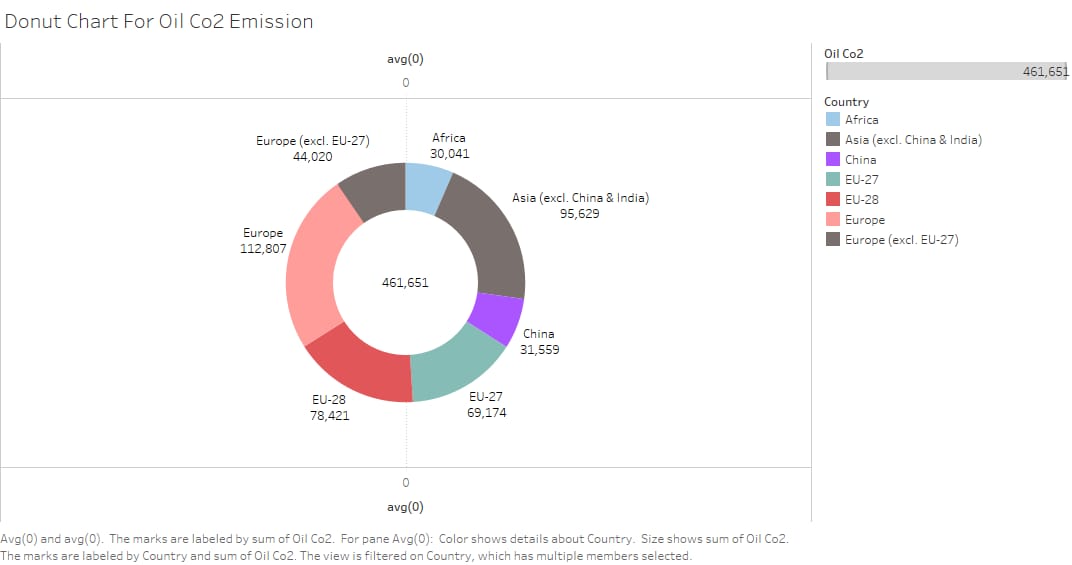 Donut Chart For Oil Co2 Emission
avg(0)
0
Europe (excl. EU-27)
44,020
Africa
30,041
Asia (excl. China & India)
95,629
Europe
112,807
461,651
China
31,559
EU-28
78,421
EU-27
69,174
0
avg(0)
Oil Co2
461,651
Country
Africa
Asia (excl. China & India)
China
EU-27
EU-28
Europe
Europe (excl. EU-27)
Avg(0) and avg(0).  The marks are labeled by sum of Oil Co2.  For pane Avg(0):  Color shows details about Country.  Size shows sum of Oil Co2.
The marks are labeled by Country and sum of Oil Co2. The view is filtered on Country, which has multiple members selected.